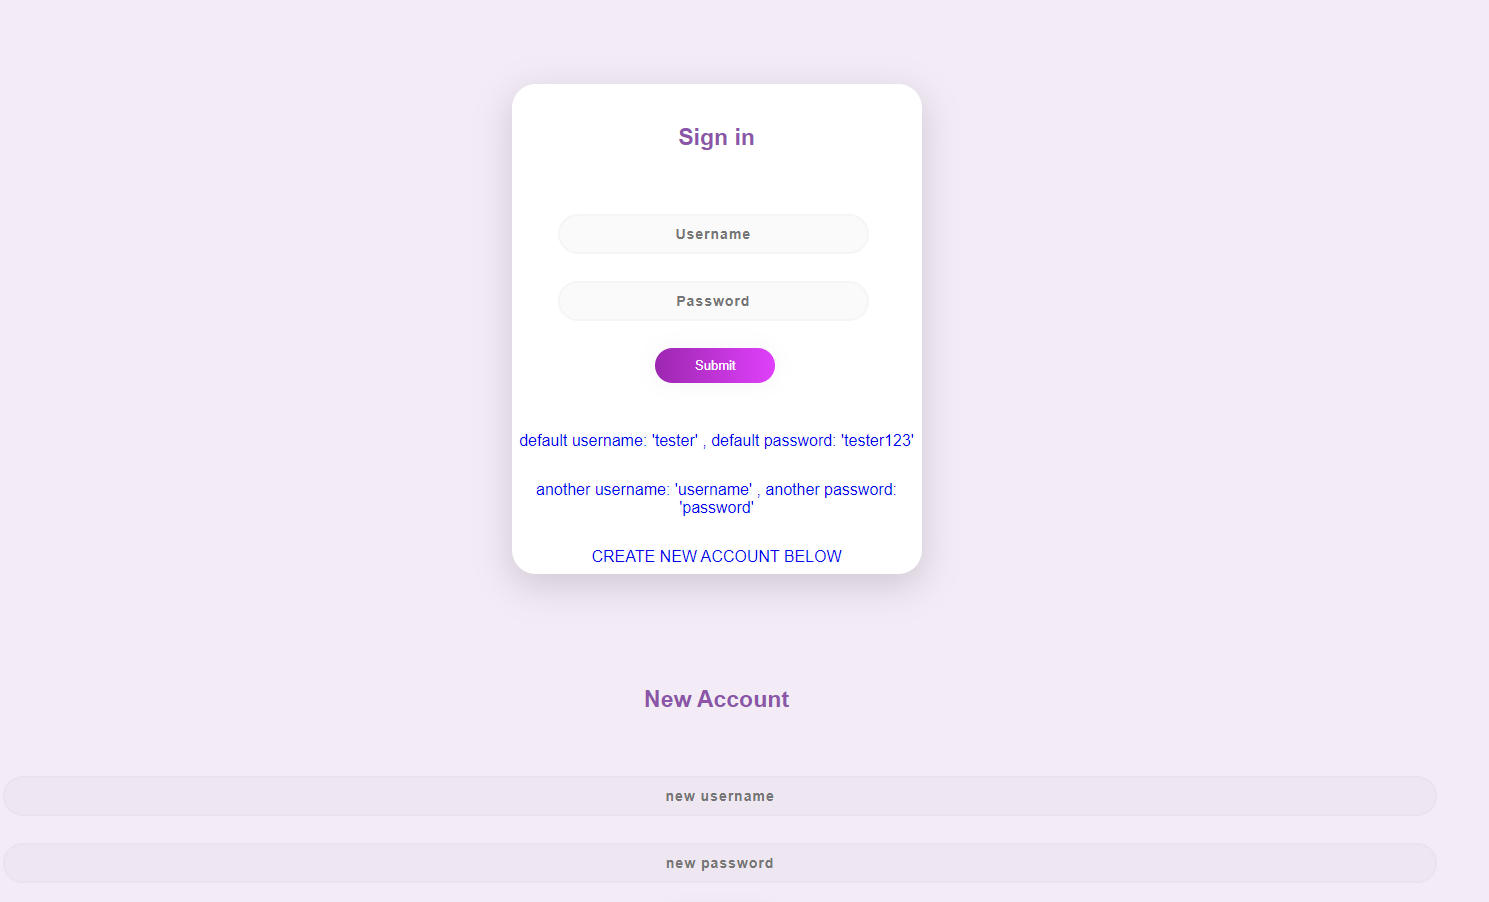 Sign in
Username
Password
Submit
default username: 'tester' , default password: 'tester123'
another username: 'username' , another password:
'password'
CREATE NEW ACCOUNT BELOW
New Account
new username
new password